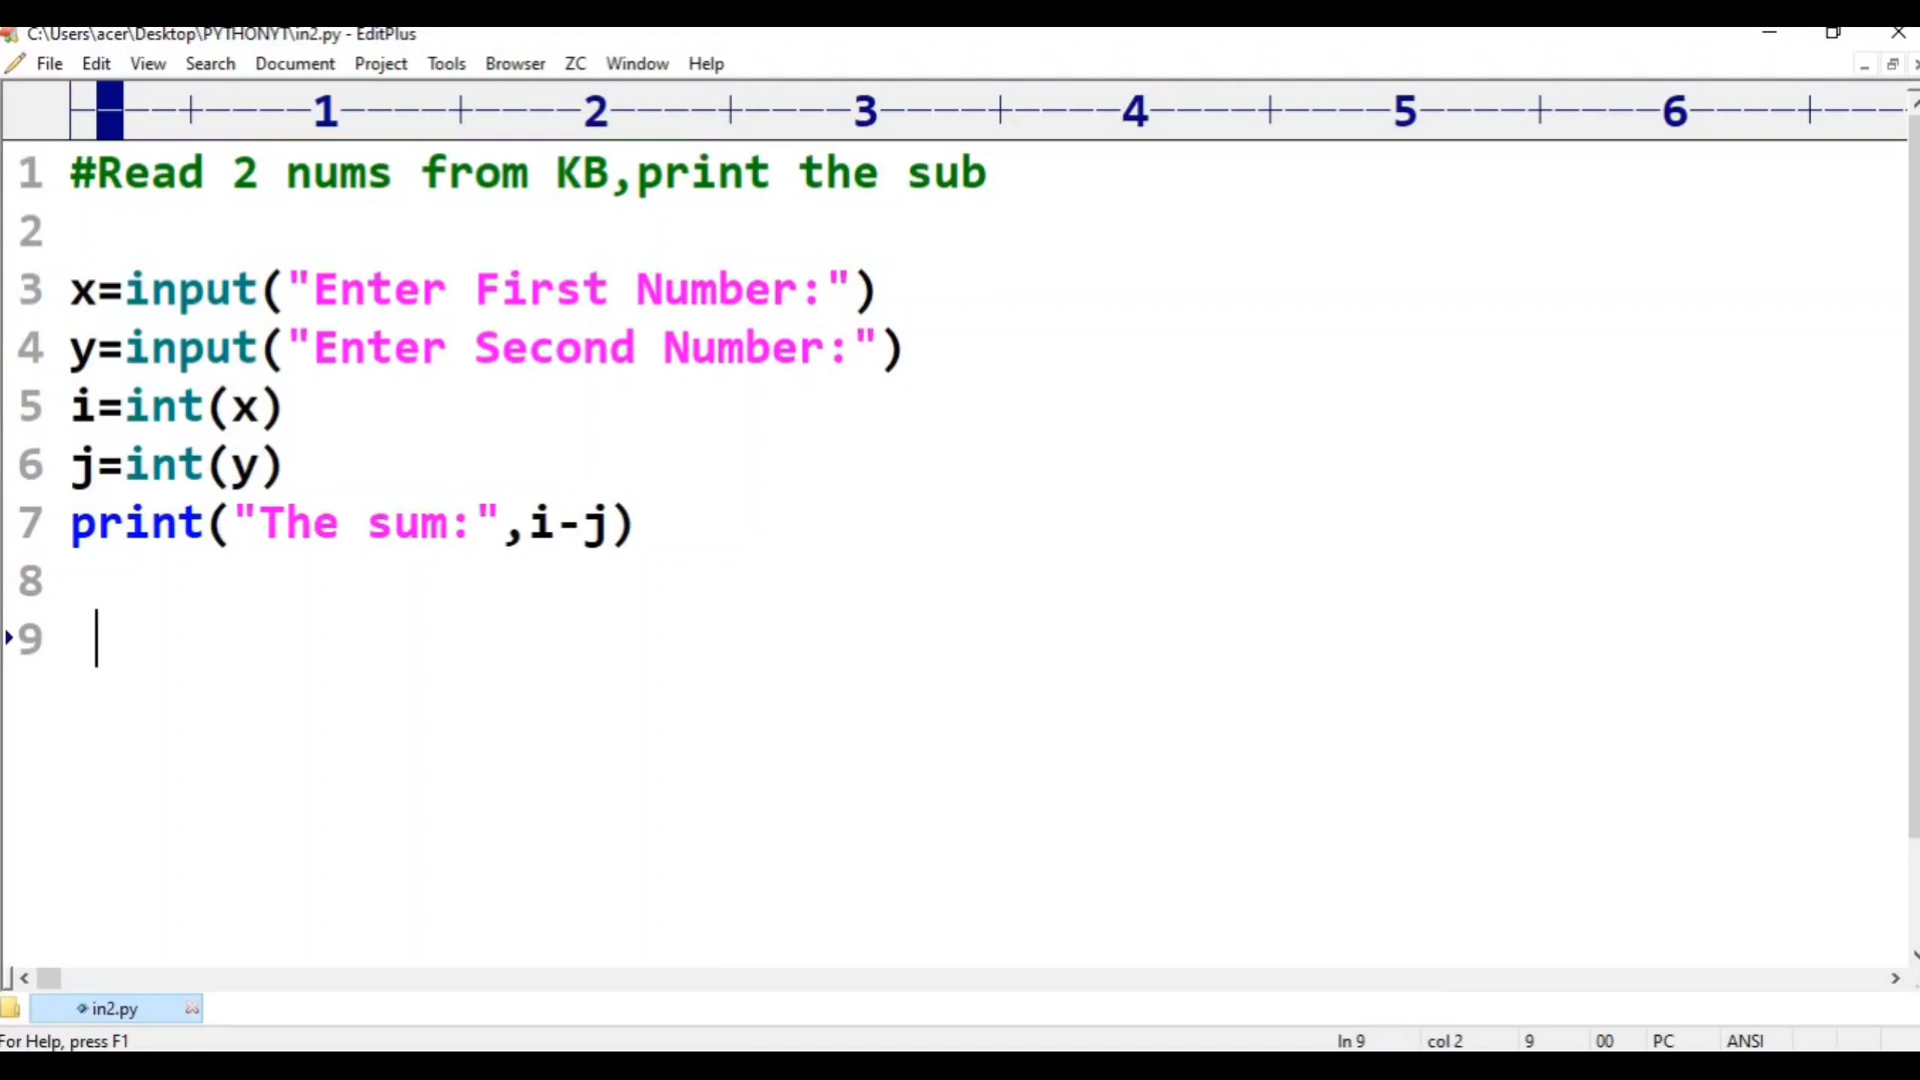 C:\Users\acer\Desktop\PYTHONYT\in2.py - EditPlus
File Edit View Search Document Project Tools Browser ZC Window Help
1 2 3 4 5 6
1 #Read 2 nums from KB,print the sub
2
3 x=input("Enter First Number:")
4 y=input("Enter Second Number:")
5 i=int(x)
6 j=int(y)
7 print("The sum:",i-j)
8
9
in2.py
For Help, press F1 ln 9 col 2 9 00 PC ANSI